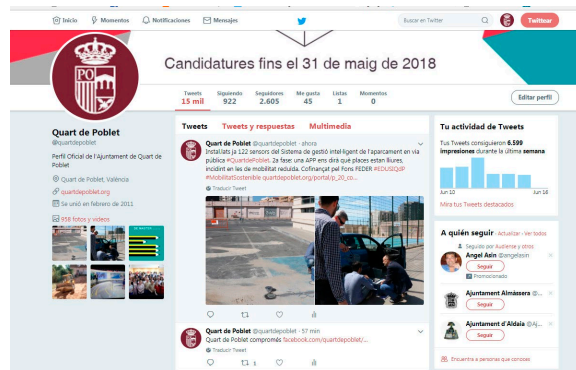 Inicio Momentos Notificaciones Mensajes Buscar en Twitter Twittear
Candidatures fins el 31 de maig de 2018
PO
Tweets Siguiendo Seguidores Me gusta Listas Momentos
15 mil 922 2.605 45 1 0
Editar perfil
Quart de Poblet
@quartdepoblet
Perfil Oficial de l'Ajuntament de Quart de
Poblet
Quart de Poblet, València
quartdepoblet.org
Se unió en febrero de 2011
958 fotos y videos
Tweets Tweets y respuestas Multimedia
Quart de Poblet @quartdepoblet · ahora
Instal·lats ja 122 sensors del Sistema de gestió intel·ligent de l'aparcament en via
pública #QuartdePoblet. 2a fase: una APP ens dirà qué places estan lliures,
incidint en les de mobilitat reduïda. Cofinançat pel Fons FEDER #EDUSIQdP
#MobilitatSostenible quartdepoblet.org/portal/p_20_co...
Traducir Tweet
Quart de Poblet @quartdepoblet · 57 min
Quart de Poblet compromés facebook.com/quartdepoblet/...
Traducir Tweet
1
Tu actividad de Tweets
Tus Tweets consiguieron 6.599
impresiones durante la última semana
Jun 10 Jun 16
Mira tus Tweets destacados
A quién seguir · Actualizar · Ver todos
Seguido por Audiense y otros
Angel Asin @angelasin
Seguir
Promocionado
Ajuntament Almàssera @...
Seguir
Ajuntament d'Aldaia @Aj...
Seguir
Encuentra a personas que conoces